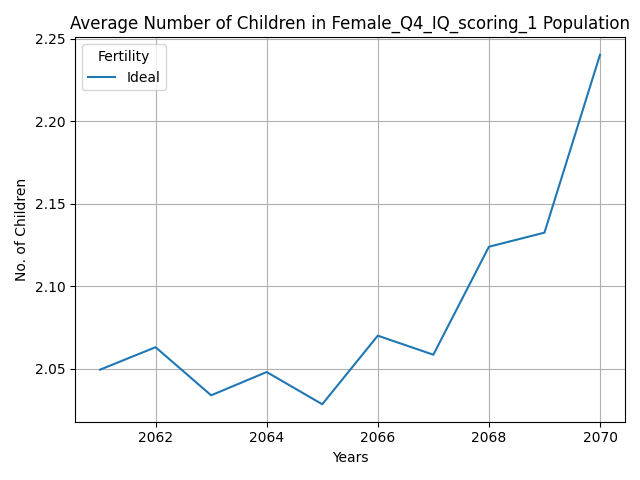 Average Number of Children in Female_Q4_IQ_scoring_1 Population
Fertility
Ideal
2.25
2.20
2.15
2.10
2.05
No. of Children
2062 2064 2066 2068 2070
Years